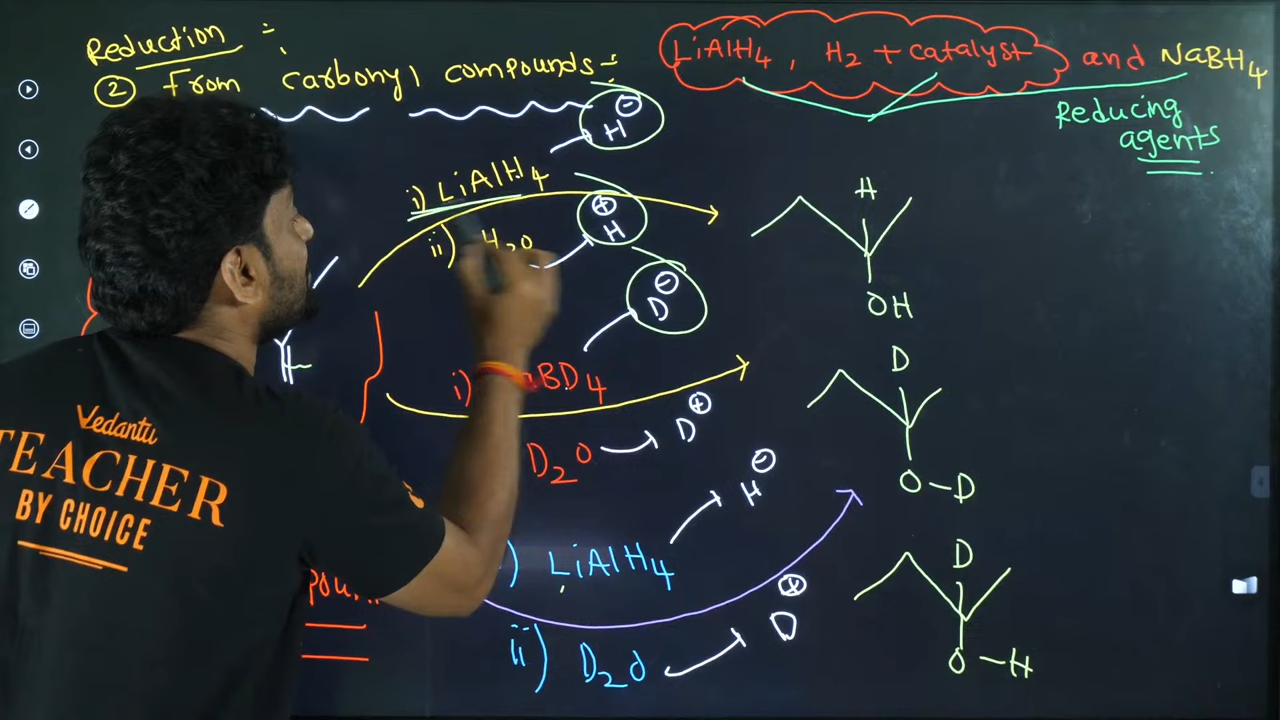 Reduction :
② From carbonyl compounds :
LiAlH4, H2 + catalyst and NaBH4
Reducing
agents
H⊖
i) LiAlH4
ii) H2O
H⊕
H
OH
D⊖
i) NaBD4
D2O → D⊕
D
O-D
H⊖
i) LiAlH4
ii) D2O → D⊕
D
O-H
Vedantu
TEACHER
BY CHOICE